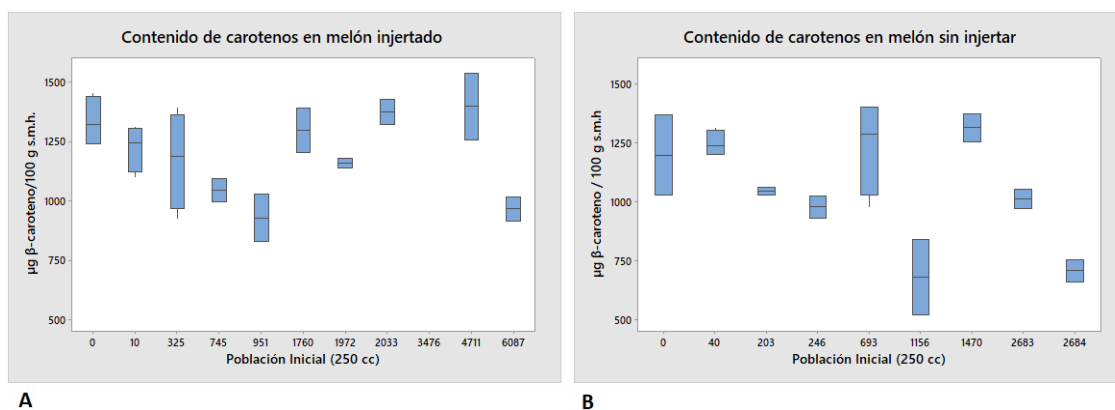 Contenido de carotenos en melón injertado
µg β-caroteno/100 g s.m.h.
1500
1250
1000
750
500
0 10 325 745 951 1760 1972 2033 3476 4711 6087
Población Inicial (250 cc)
A
Contenido de carotenos en melón sin injertar
µg β-caroteno / 100 g s.m.h
1500
1250
1000
750
500
0 40 203 246 693 1156 1470 2683 2684
Población Inicial (250 cc)
B